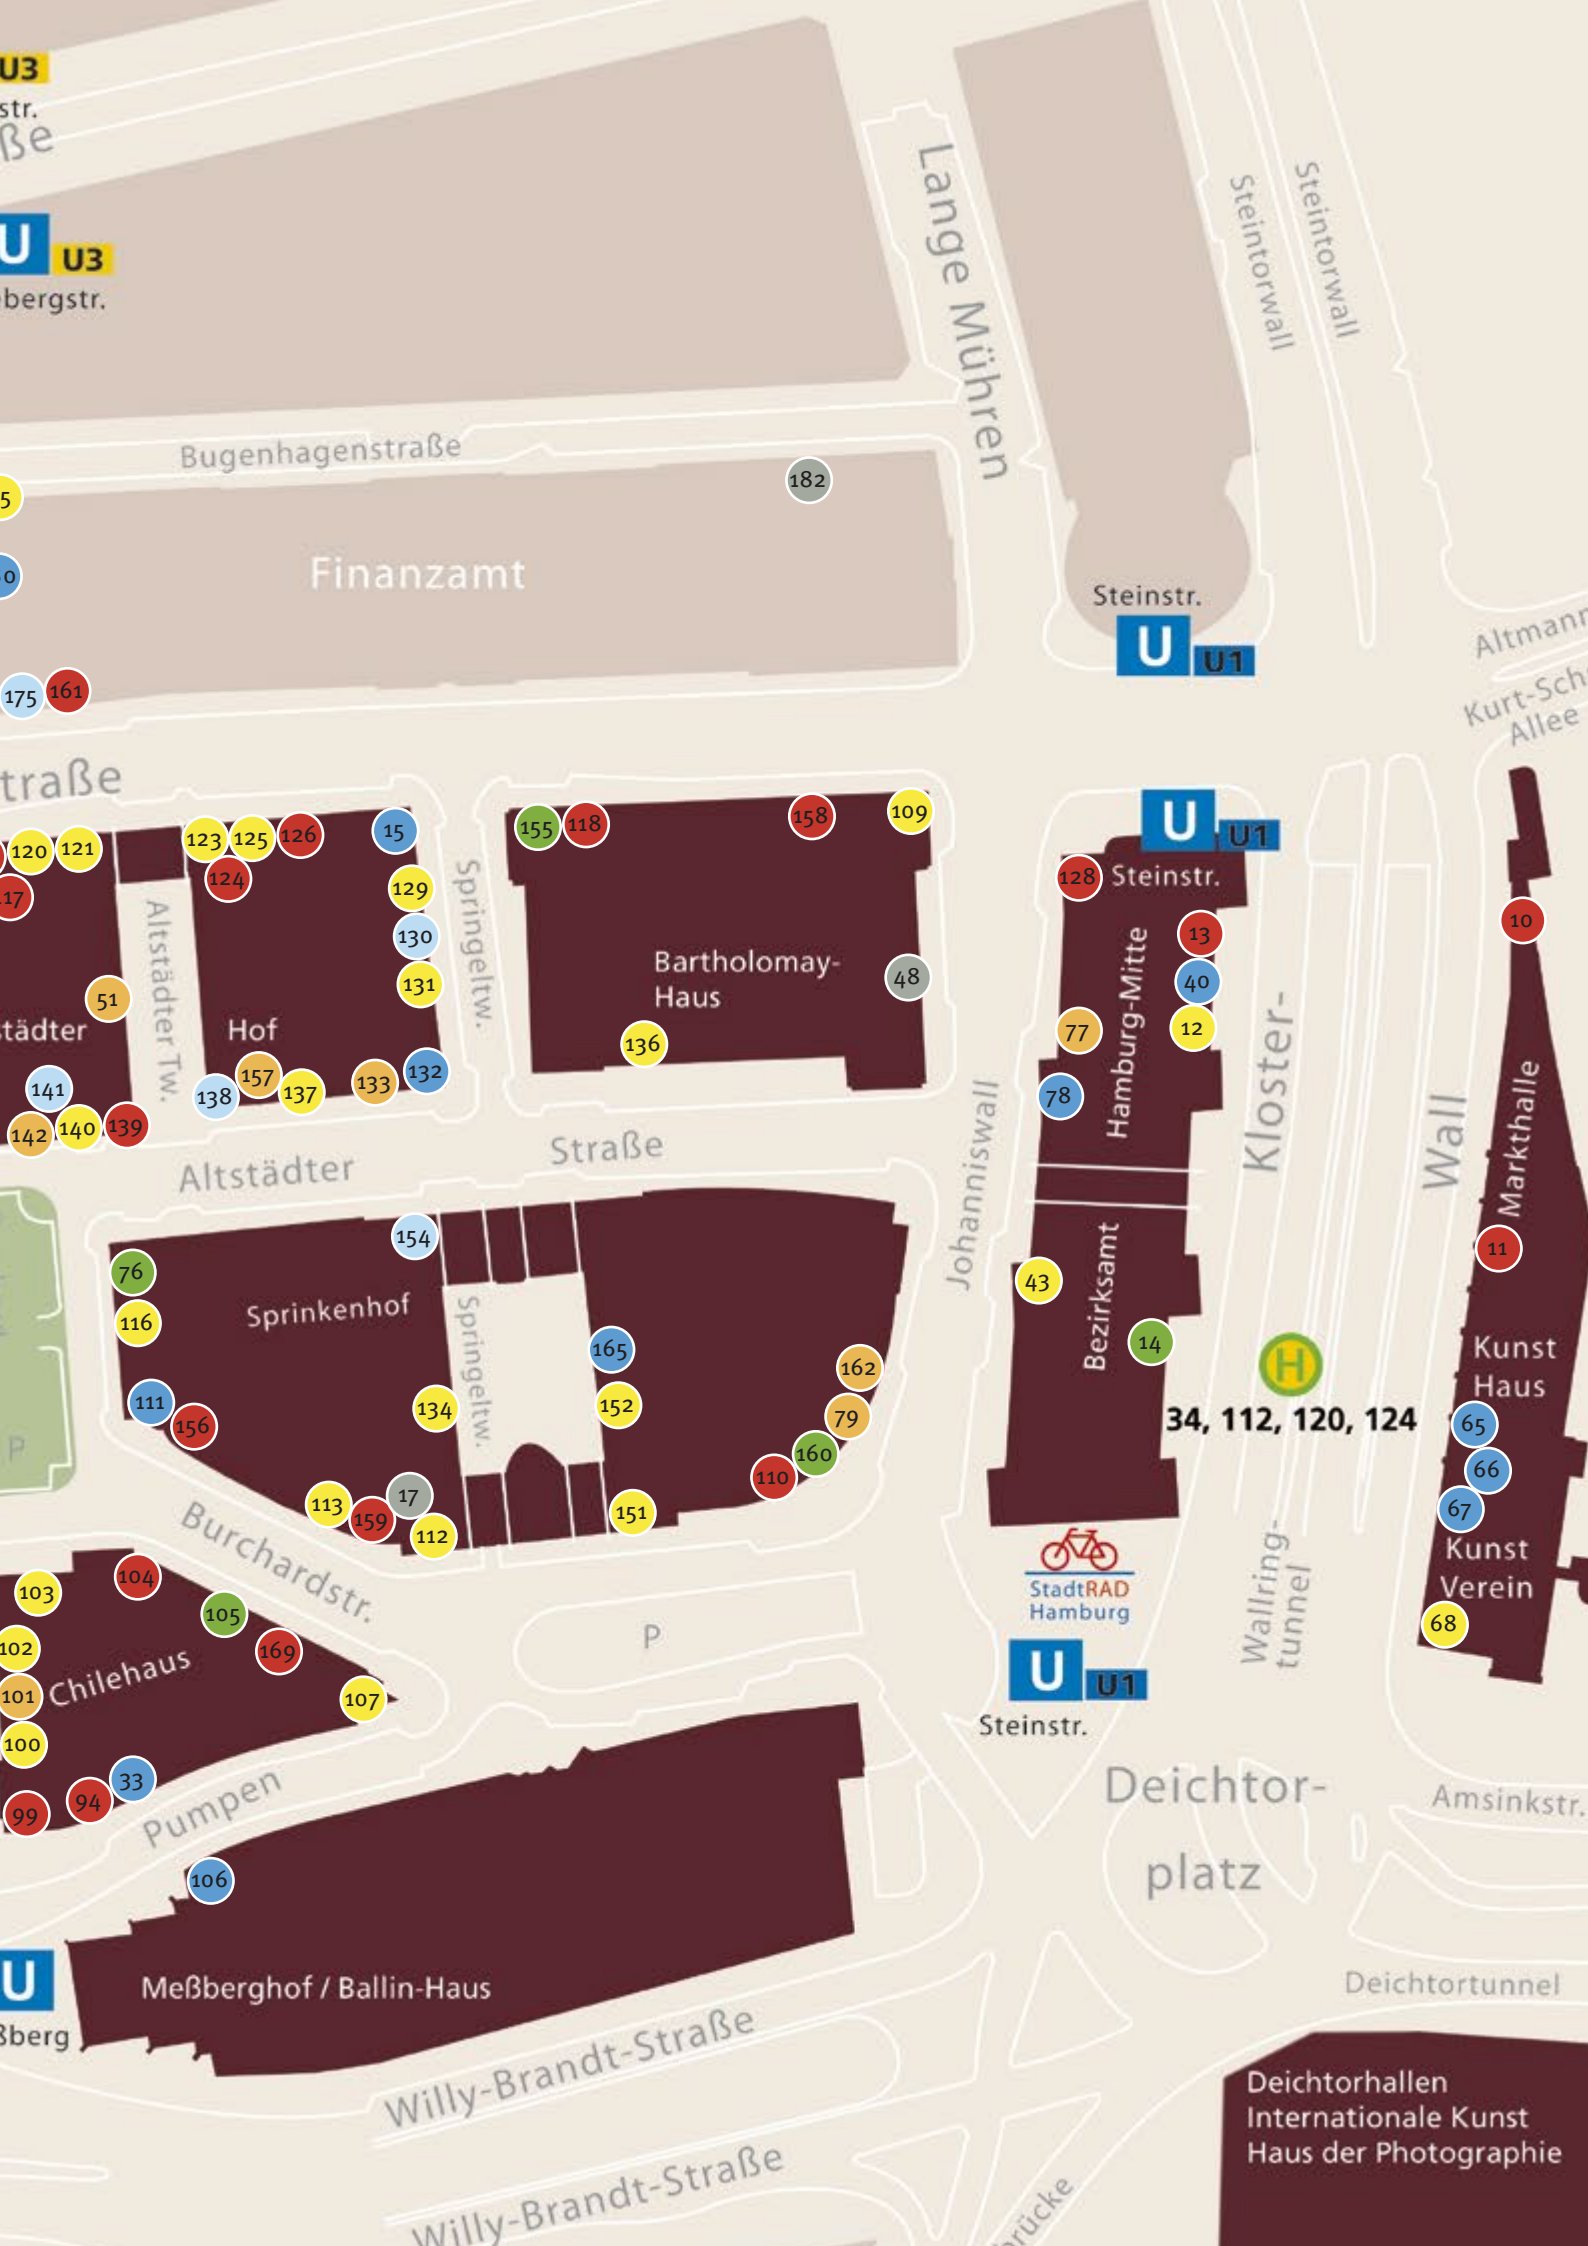 U3
str.
ße
U
U3
ebergstr.
Lange Mühren
Steintorwall
Steintorwall
Bugenhagenstraße
182
5
Finanzamt
Steinstr.
U
U1
175
161
traße
Kurt-Sch
Allee
120
121
123
125
126
15
117
124
129
130
131
155
118
158
109
U
U1
128
Steinstr.
13
40
12
10
Springeltw.
Altstädter Tw.
51
städter
Hof
Bartholomay-
Haus
48
136
77
78
Hamburg-Mitte
Kloster-
Wall
Markthalle
11
141
142
140
139
138
157
137
133
132
Altstädter
Straße
Johanniswall
154
76
116
Sprinkenhof
Springeltw.
165
152
134
111
156
113
159
17
112
151
162
79
160
110
43
Bezirksamt
14
H
34, 112, 120, 124
Kunst
Haus
65
66
67
Kunst
Verein
68
P
Burchardstr.
P
StadtRAD
Hamburg
U
U1
Steinstr.
Wallring-
tunnel
103
104
105
102
169
101
Chilehaus
107
100
33
94
99
Pumpen
106
Deichtor-
platz
Amsinkstr.
U
ßberg
Meßberghof / Ballin-Haus
Deichtortunnel
Willy-Brandt-Straße
Willy-Brandt-Straße
rücke
Deichtorhallen
Internationale Kunst
Haus der Photographie